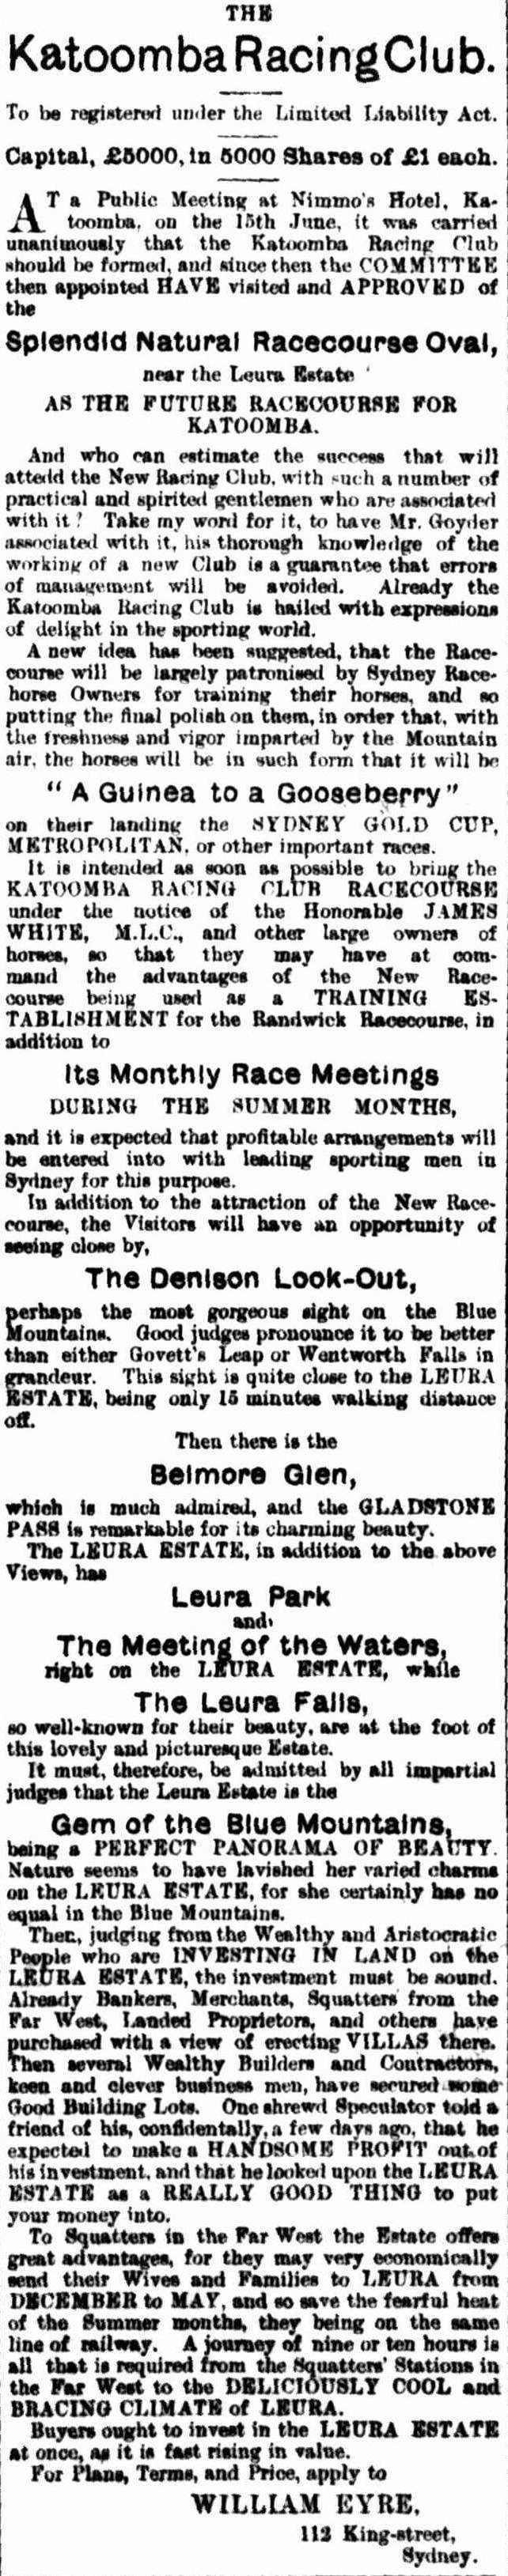 THE
Katoomba Racing Club.
To be registered under the Limited Liability Act.
Capital, £5000, in 5000 Shares of £1 each.
AT a Public Meeting at Nimmo's Hotel, Ka-
toomba, on the 15th June, it was carried
unanimously that the Katoomba Racing Club
should be formed, and since then the COMMITTEE
then appointed HAVE visited and APPROVED of
the
Splendid Natural Racecourse Oval,
near the Leura Estate
AS THE FUTURE RACECOURSE FOR
KATOOMBA.
And who can estimate the success that will
attedd the New Racing Club, with such a number of
practical and spirited gentlemen who are associated
with it? Take my word for it, to have Mr. Goyder
associated with it, his thorough knowledge of the
working of a new Club is a guarantee that errors
of management will be avoided. Already the
Katoomba Racing Club is hailed with expressions
of delight in the sporting world.
A new idea has been suggested, that the Race-
course will be largely patronised by Sydney Race-
horse Owners for training their horses, and so
putting the final polish on them, in order that, with
the freshness and vigor imparted by the Mountain
air, the horses will be in such form that it will be
"A Guinea to a Gooseberry"
on their landing the SYDNEY GOLD CUP,
METROPOLITAN, or other important races.
It is intended as soon as possible to bring the
KATOOMBA RACING CLUB RACECOURSE
under the notice of the Honorable JAMES
WHITE, M.L.C., and other large owners of
horses, so that they may have at com-
mand the advantages of the New Race-
course being used as a TRAINING ES-
TABLISHMENT for the Randwick Racecourse, in
addition to
Its Monthly Race Meetings
DURING THE SUMMER MONTHS,
and it is expected that profitable arrangements will
be entered into with leading sporting men in
Sydney for this purpose.
In addition to the attraction of the New Race-
course, the Visitors will have an opportunity of
seeing close by,
The Denison Look-Out,
perhaps the most gorgeous sight on the Blue
Mountains. Good judges pronounce it to be better
than either Govett's Leap or Wentworth Falls in
grandeur. This sight is quite close to the LEURA
ESTATE, being only 15 minutes walking distance
off.
Then there is the
Belmore Glen,
which is much admired, and the GLADSTONE
PASS is remarkable for its charming beauty.
The LEURA ESTATE, in addition to the above
Views, has
Leura Park
and
The Meeting of the Waters,
right on the LEURA ESTATE, while
The Leura Falls,
so well-known for their beauty, are at the foot of
this lovely and picturesque Estate.
It must, therefore, be admitted by all impartial
judges that the Leura Estate is the
Gem of the Blue Mountains,
being a PERFECT PANORAMA OF BEAUTY.
Nature seems to have lavished her varied charms
on the LEURA ESTATE, for she certainly has no
equal in the Blue Mountains.
Then, judging from the Wealthy and Aristocratic
People who are INVESTING IN LAND on the
LEURA ESTATE, the investment must be sound.
Already Bankers, Merchants, Squatters from the
Far West, Landed Proprietors, and others have
purchased with a view of erecting VILLAS there.
Then several Wealthy Builders and Contractors,
keen and clever business men, have secured some
Good Building Lots. One shrewd Speculator told a
friend of his, confidentally, a few days ago, that he
expected to make a HANDSOME PROFIT out of
his investment, and that he looked upon the LEURA
ESTATE as a REALLY GOOD THING to put
your money into.
To Squatters in the Far West the Estate offers
great advantages, for they may very economically
send their Wives and Families to LEURA from
DECEMBER to MAY, and so save the fearful heat
of the Summer months, they being on the same
line of railway. A journey of nine or ten hours is
all that is required from the Squatters' Stations in
the Far West to the DELICIOUSLY COOL and
BRACING CLIMATE of LEURA.
Buyers ought to invest in the LEURA ESTATE
at once, as it is fast rising in value.
For Plans, Terms, and Price, apply to
WILLIAM EYRE,
112 King-street,
Sydney.